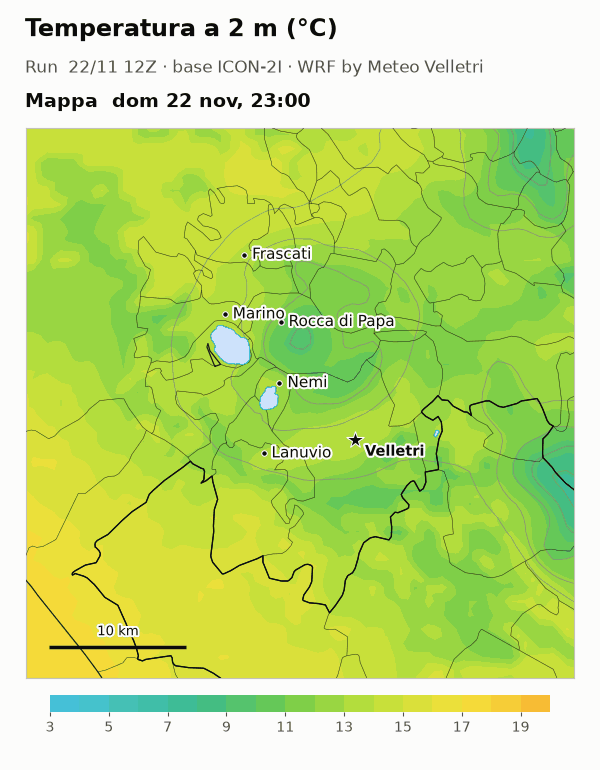 Temperatura a 2 m (°C)
Run  22/11 12Z · base ICON-2I · WRF by Meteo Velletri
Mappa  dom 22 nov, 23:00
Frascati
Marino
Rocca di Papa
Nemi
Velletri
Lanuvio
10 km
3 5 7 9 11 13 15 17 19